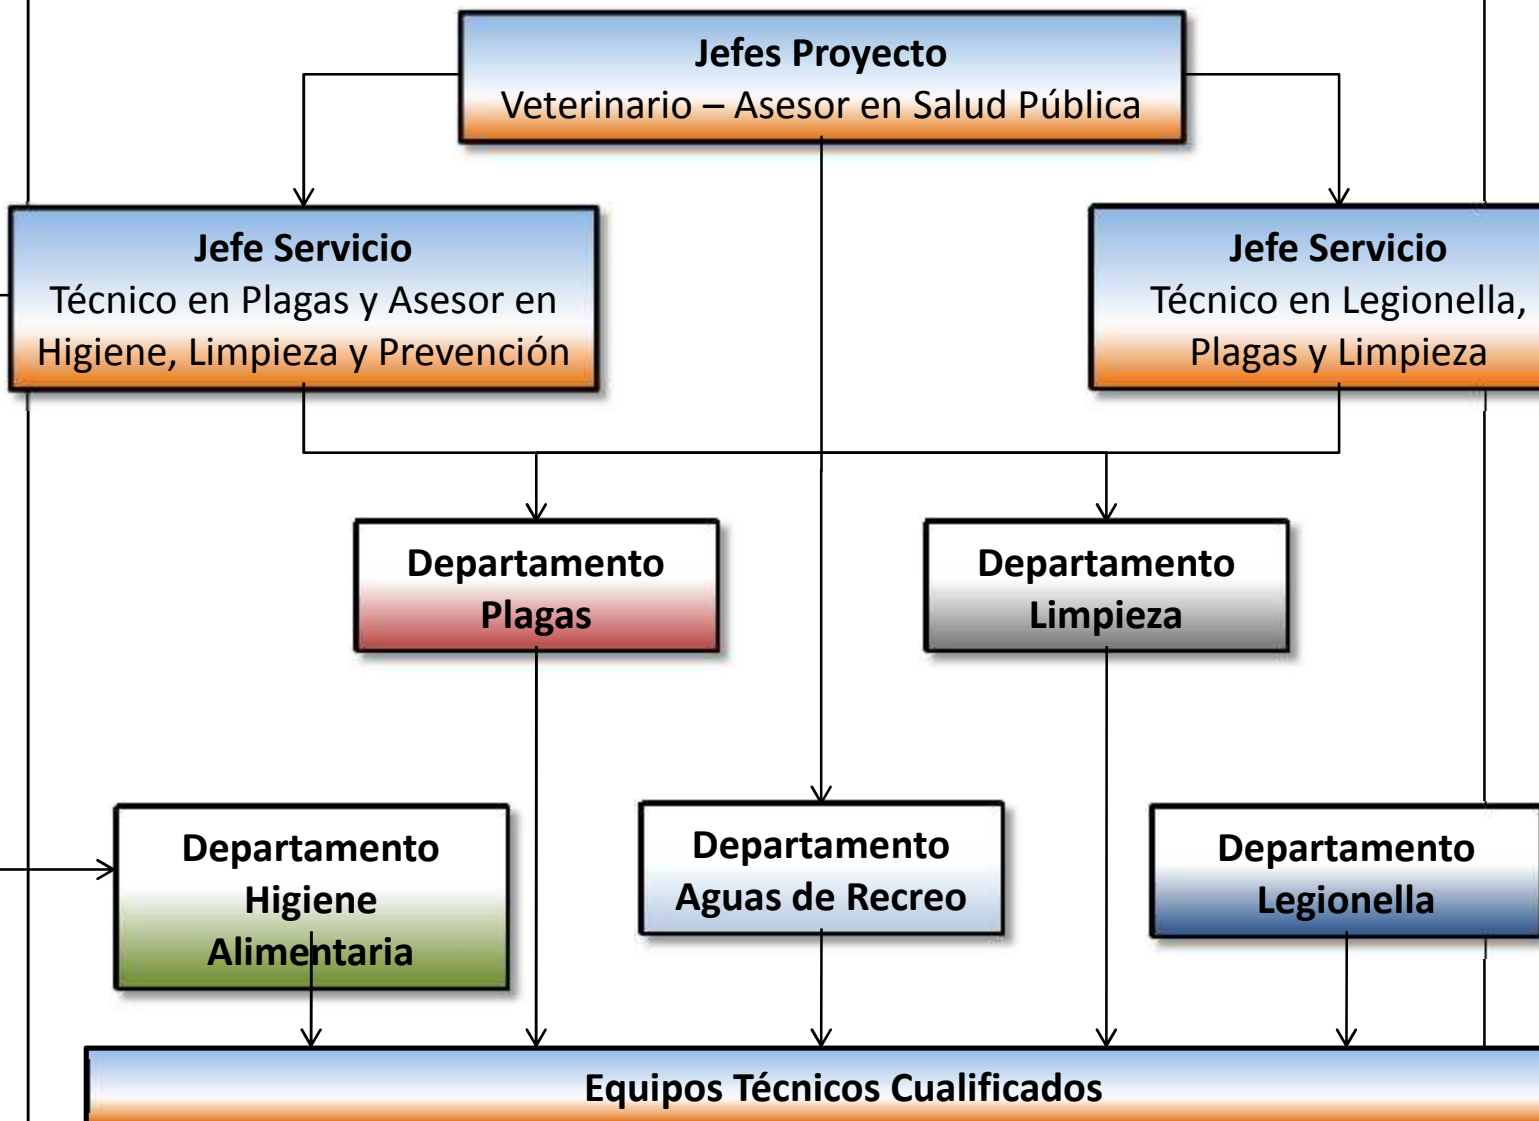 Jefes Proyecto
Veterinario – Asesor en Salud Pública
Jefe Servicio
Técnico en Plagas y Asesor en
Higiene, Limpieza y Prevención
Jefe Servicio
Técnico en Legionella,
Plagas y Limpieza
Departamento
Plagas
Departamento
Limpieza
Departamento
Higiene
Alimentaria
Departamento
Aguas de Recreo
Departamento
Legionella
Equipos Técnicos Cualificados